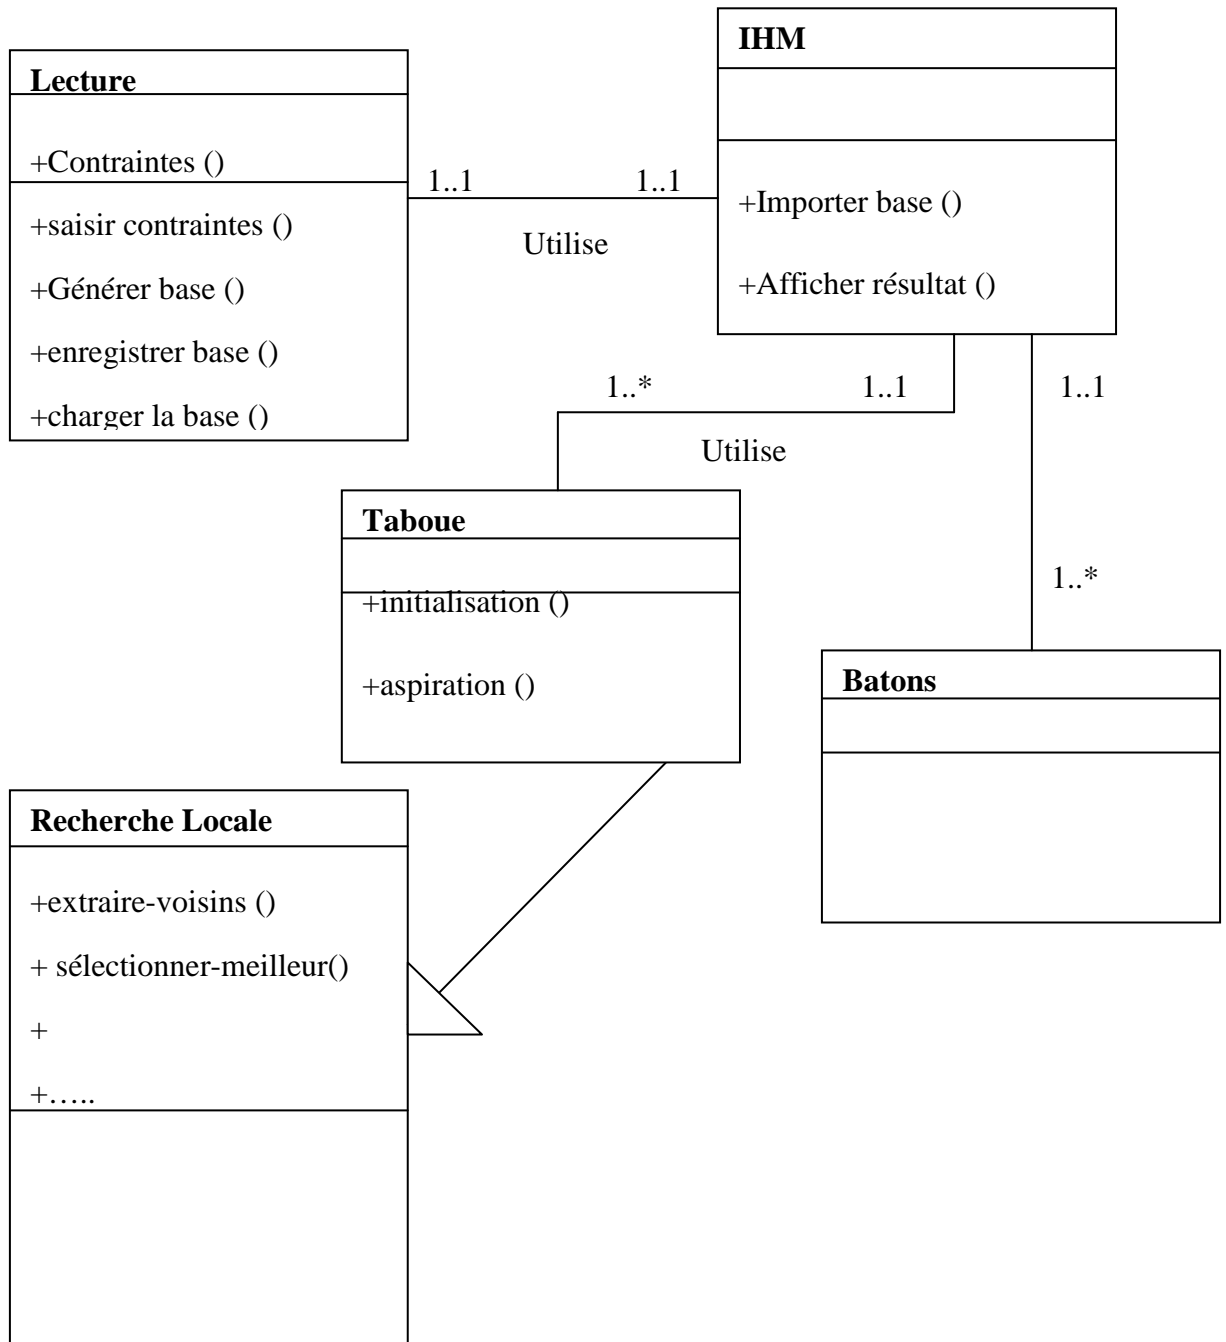 IHM
+Importer base ()
+Afficher résultat ()
Lecture
+Contraintes ()
+saisir contraintes ()
+Générer base ()
+enregistrer base ()
+charger la base ()
1..1
1..1
Utilise
1..*
1..1
1..1
Utilise
Taboue
+initialisation ()
+aspiration ()
1..*
Batons
Recherche Locale
+extraire-voisins ()
+ sélectionner-meilleur()
+
+…..